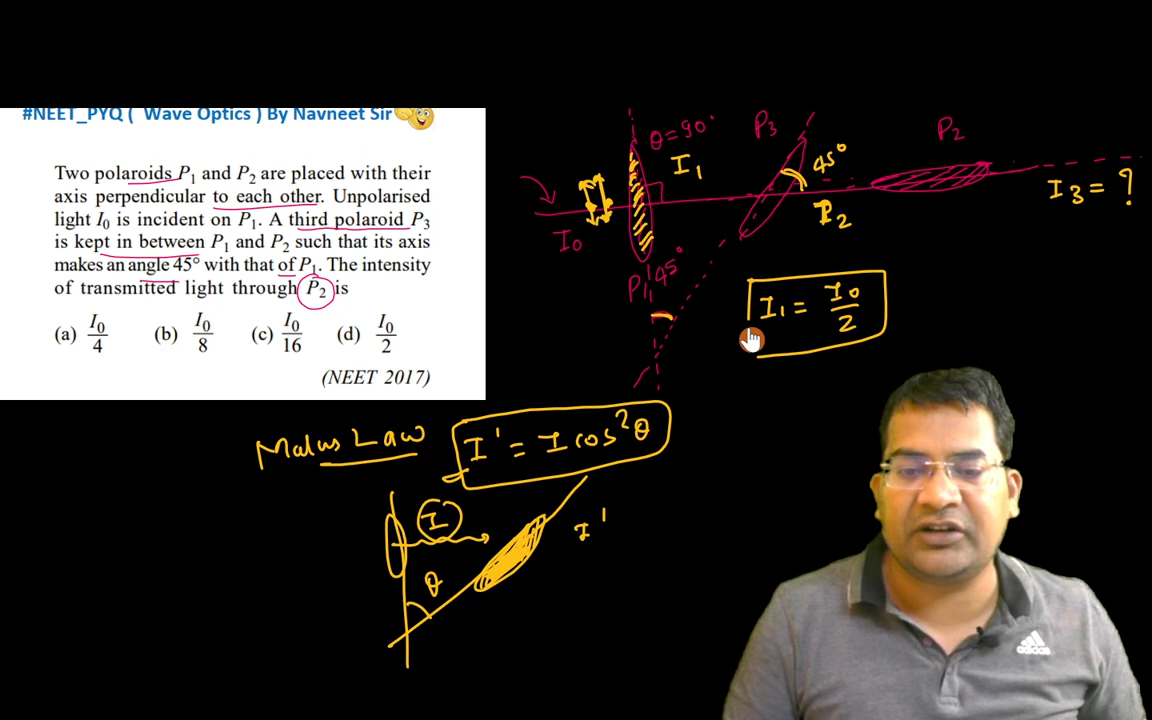 #NEET_PYQ ( Wave Optics ) By Navneet Sir
Two polaroids P1 and P2 are placed with their
axis perpendicular to each other. Unpolarised
light I0 is incident on P1. A third polaroid P3
is kept in between P1 and P2 such that its axis
makes an angle 45° with that of P1. The intensity
of transmitted light through P2 is
(a) I0/4 (b) I0/8 (c) I0/16 (d) I0/2
(NEET 2017)
θ=90°
P3
P2
I1
45°
I0
I2
I3 = ?
P1
45°
I1 = I0/2
Malus Law
I' = I cos²θ
I
I'
θ
adidas